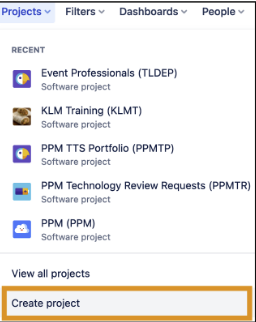 Projects Filters Dashboards People
RECENT
Event Professionals (TLDEP)
Software project
KLM Training (KLMT)
Software project
PPM TTS Portfolio (PPMTP)
Software project
PPM Technology Review Requests (PPMTR)
Software project
PPM (PPM)
Software project
View all projects
Create project